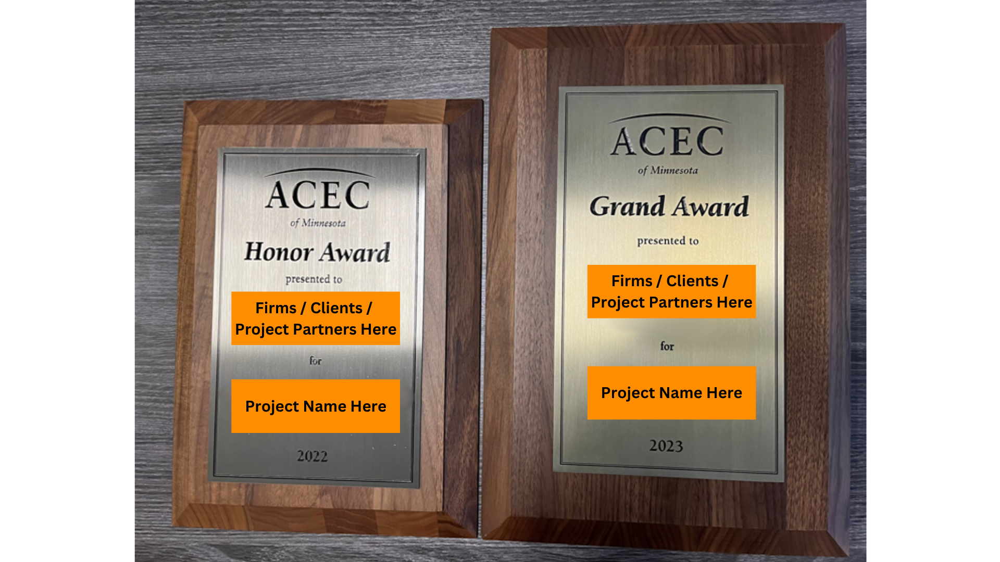 ACEC
of Minnesota
Honor Award
presented to
Firms / Clients /
Project Partners Here
for
Project Name Here
2022
ACEC
of Minnesota
Grand Award
presented to
Firms / Clients /
Project Partners Here
for
Project Name Here
2023